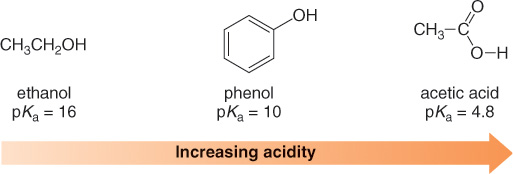 CH₃CH₂OH
ethanol
pKₐ = 16
OH
phenol
pKₐ = 10
O
CH₃–C
O–H
acetic acid
pKₐ = 4.8
Increasing acidity